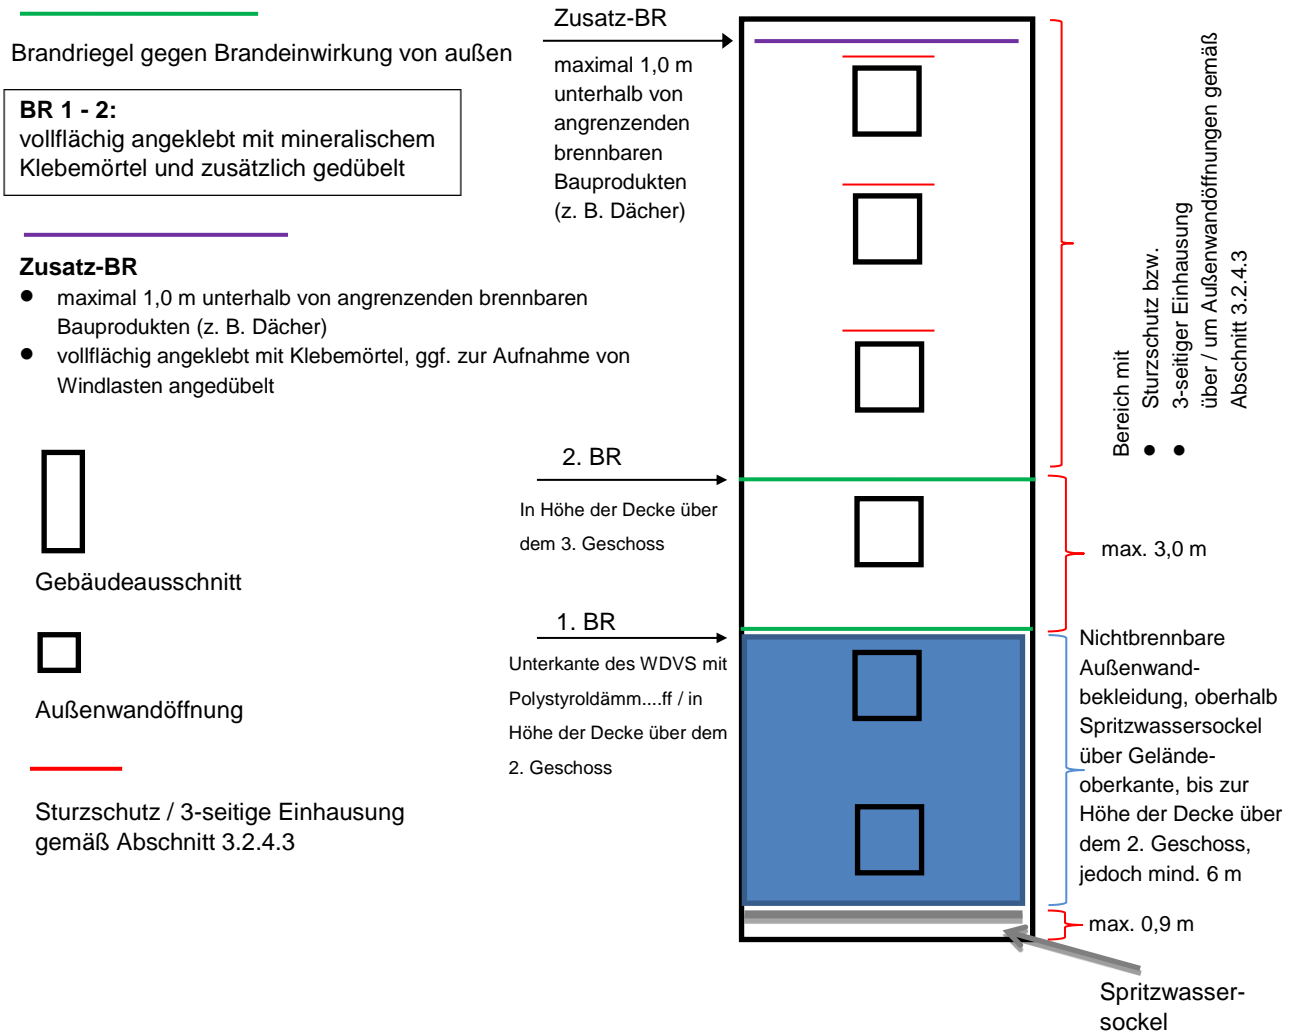 Brandriegel gegen Brandeinwirkung von außen
BR 1 - 2:
vollflächig angeklebt mit mineralischem
Klebemörtel und zusätzlich gedübelt
Zusatz-BR
● maximal 1,0 m unterhalb von angrenzenden brennbaren
Bauprodukten (z. B. Dächer)
● vollflächig angeklebt mit Klebemörtel, ggf. zur Aufnahme von
Windlasten angedübelt
Gebäudeausschnitt
Außenwandöffnung
Sturzschutz / 3-seitige Einhausung
gemäß Abschnitt 3.2.4.3
Zusatz-BR
maximal 1,0 m
unterhalb von
angrenzenden
brennbaren
Bauprodukten
(z. B. Dächer)
2. BR
In Höhe der Decke über
dem 3. Geschoss
1. BR
Unterkante des WDVS mit
Polystyroldämm....ff / in
Höhe der Decke über dem
2. Geschoss
Bereich mit
● Sturzschutz bzw.
● 3-seitiger Einhausung
über / um Außenwandöffnungen gemäß
Abschnitt 3.2.4.3
max. 3,0 m
Nichtbrennbare
Außenwand-
bekleidung, oberhalb
Spritzwassersockel
über Gelände-
oberkante, bis zur
Höhe der Decke über
dem 2. Geschoss,
jedoch mind. 6 m
max. 0,9 m
Spritzwasser-
sockel